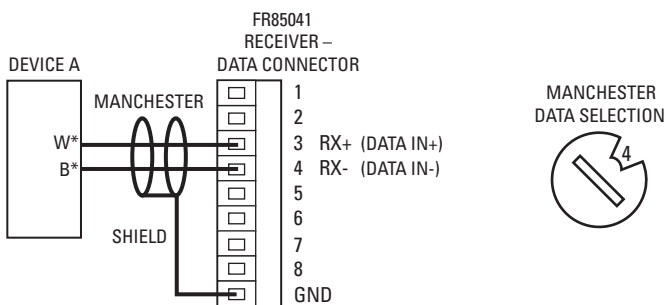 FR85041
RECEIVER –
DATA CONNECTOR
DEVICE A
MANCHESTER
W*
B*
SHIELD
1
2
3 RX+ (DATA IN+)
4 RX- (DATA IN-)
5
6
7
8
GND
MANCHESTER
DATA SELECTION
4